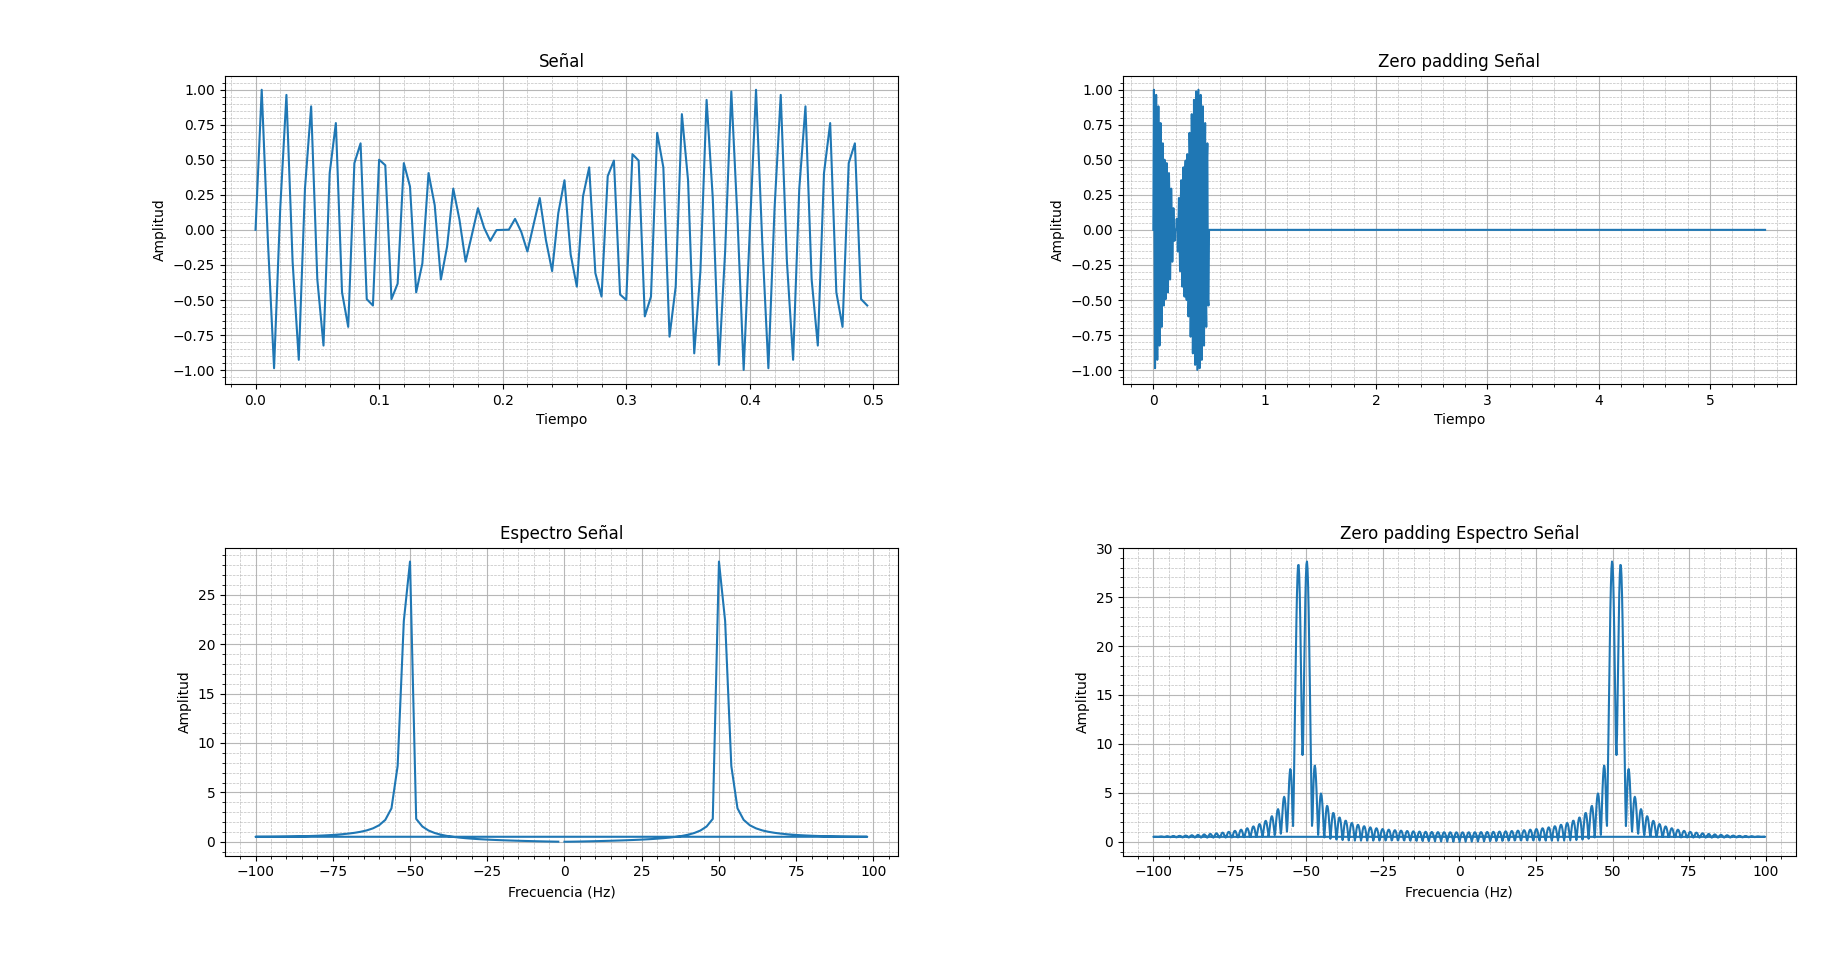 Señal
1.00
0.75
0.50
0.25
0.00
−0.25
−0.50
−0.75
−1.00
Amplitud
0.0 0.1 0.2 0.3 0.4 0.5
Tiempo
Zero padding Señal
1.00
0.75
0.50
0.25
0.00
−0.25
−0.50
−0.75
−1.00
Amplitud
0 1 2 3 4 5
Tiempo
Espectro Señal
25
20
15
10
5
0
Amplitud
−100 −75 −50 −25 0 25 50 75 100
Frecuencia (Hz)
Zero padding Espectro Señal
30
25
20
15
10
5
0
Amplitud
−100 −75 −50 −25 0 25 50 75 100
Frecuencia (Hz)